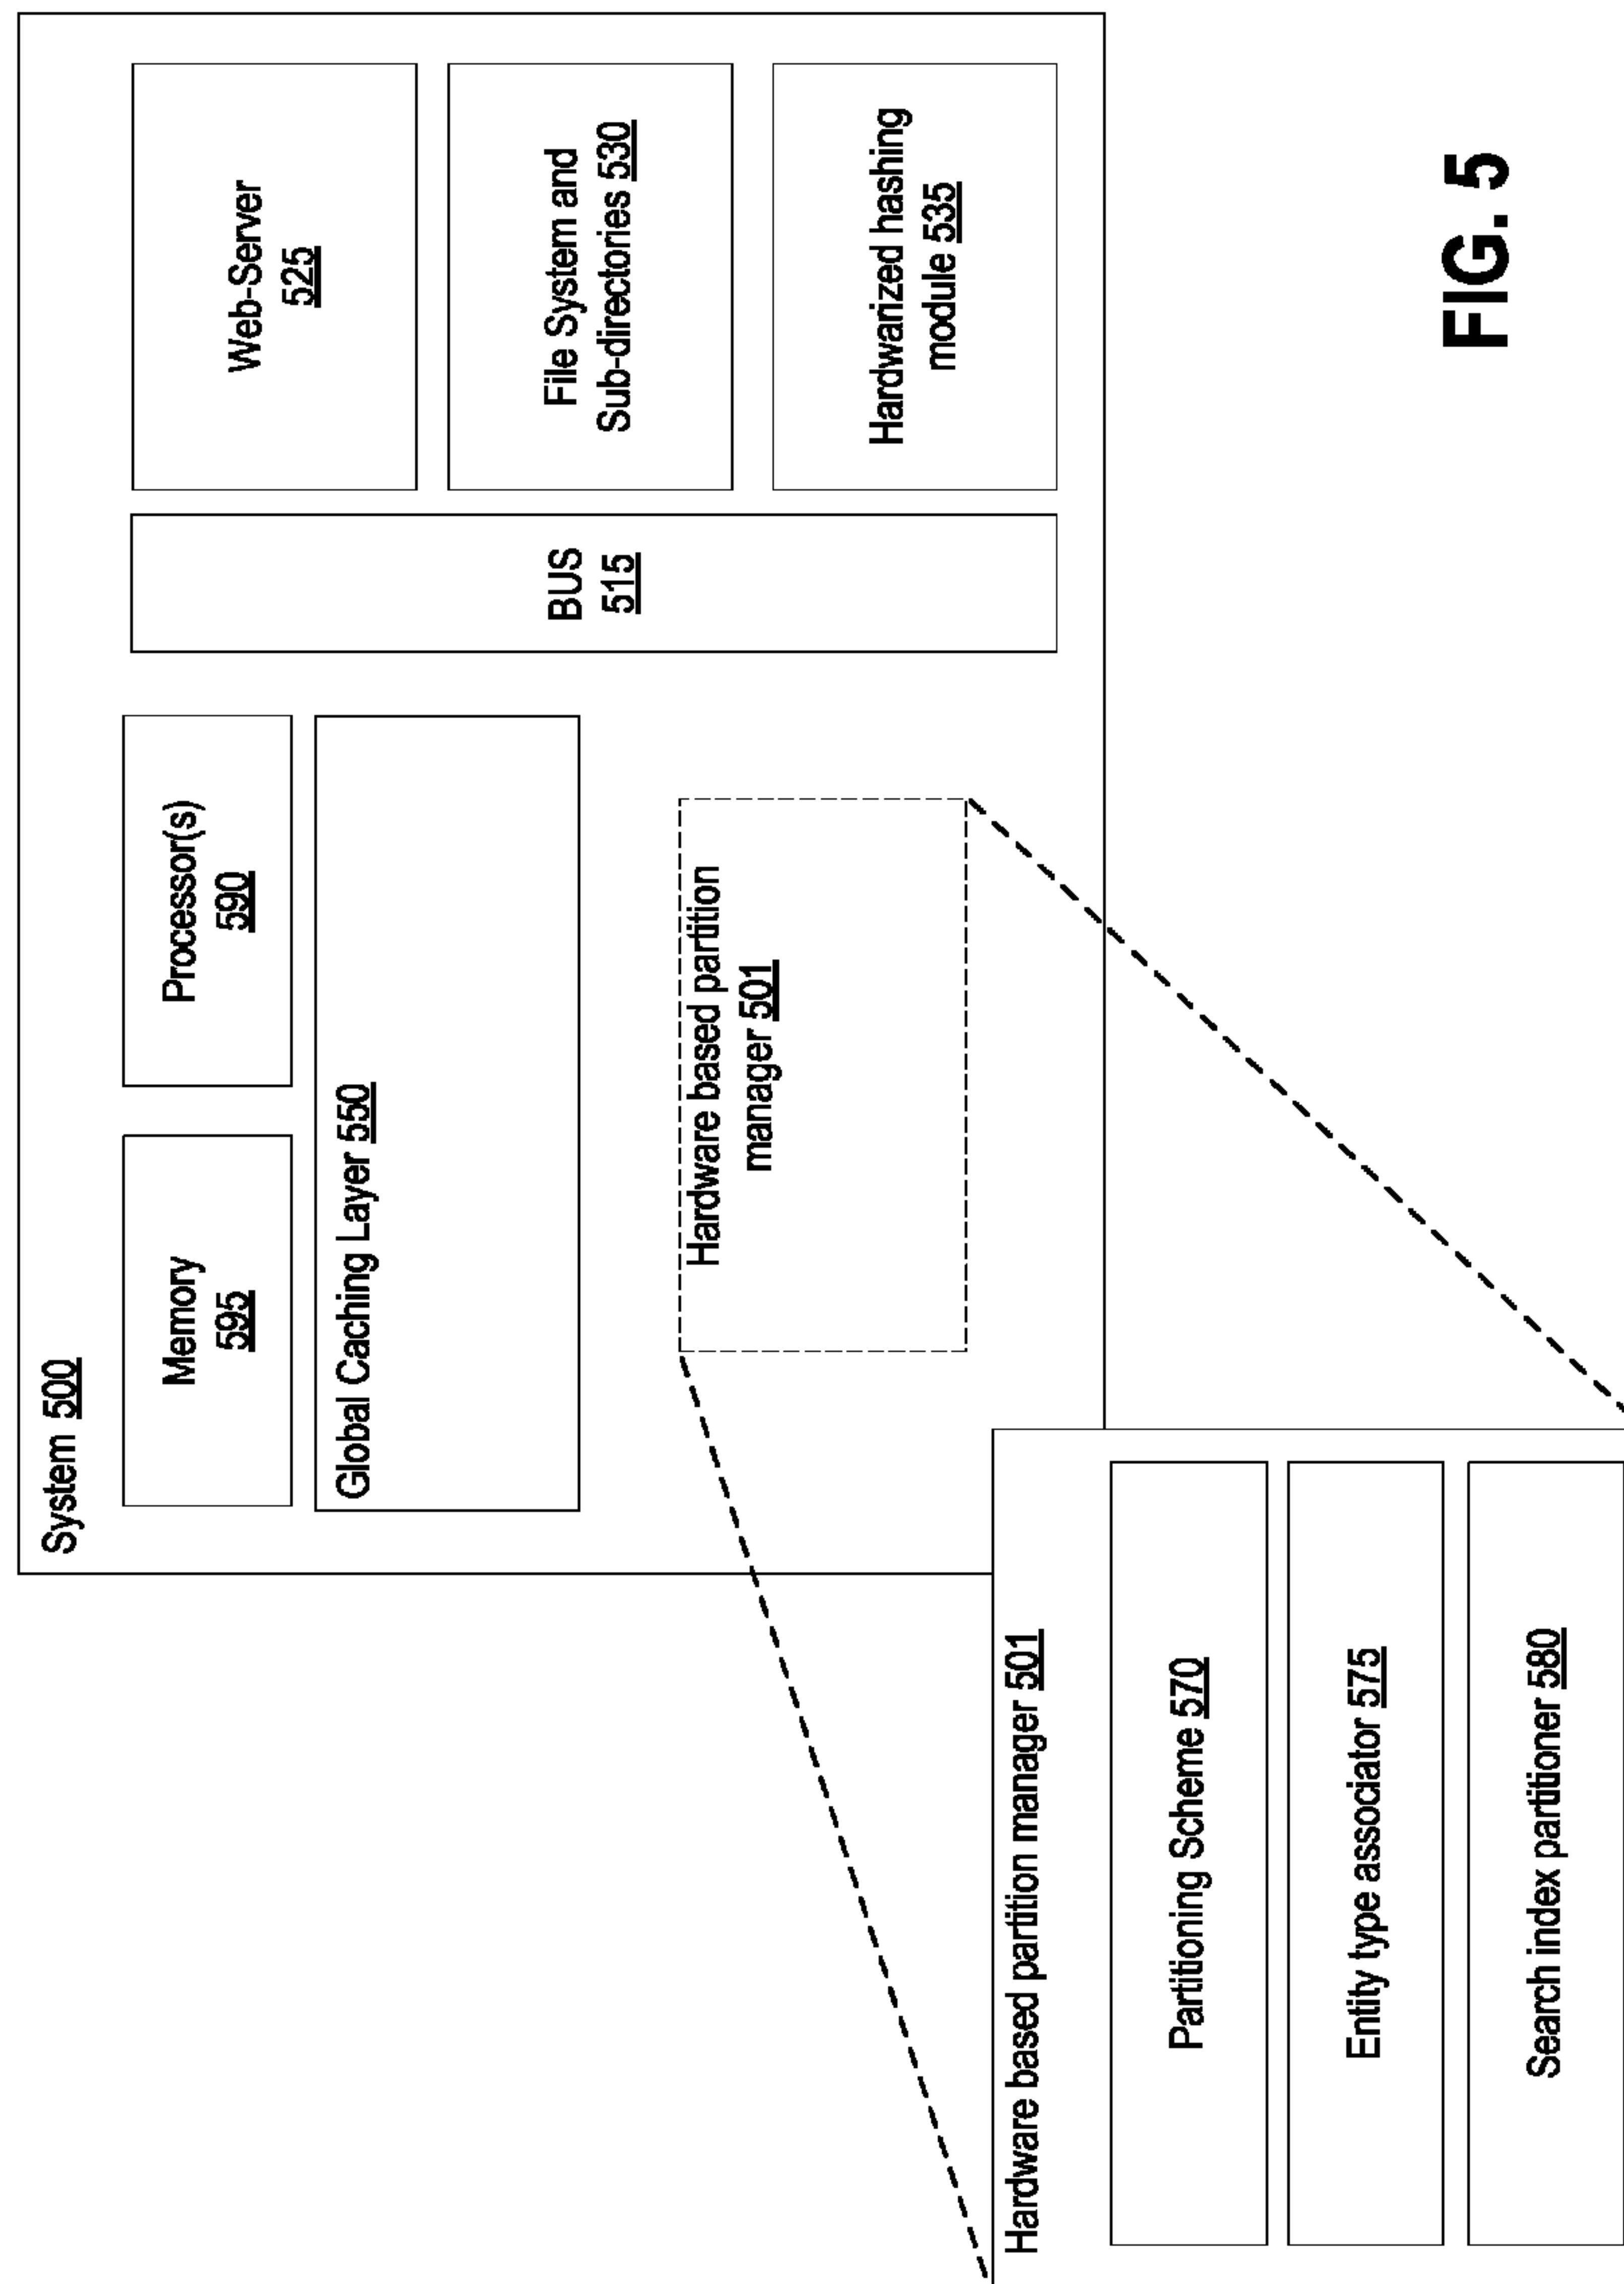 System 500
Memory
595
Processor(s)
590
Global Caching Layer 550
Hardware based partition
manager 501
BUS
515
Web-Server
525
File System and
Sub-directories 530
Hardwarized hashing
module 535
Hardware based partition manager 501
Partitioning Scheme 570
Entity type associator 575
Search index partitioner 580
FIG. 5